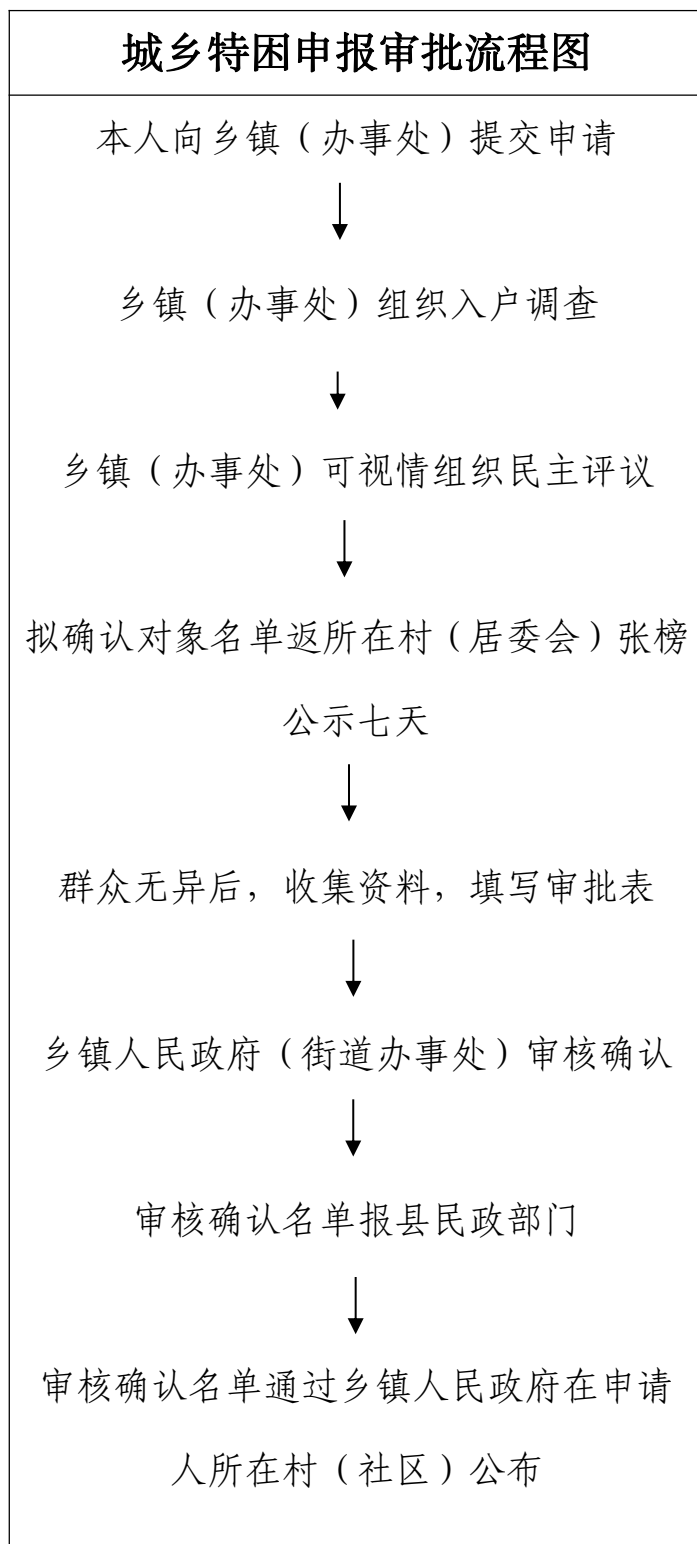 城乡特困申报审批流程图
本人向乡镇（办事处）提交申请
乡镇（办事处）组织入户调查
乡镇（办事处）可视情组织民主评议
拟确认对象名单返所在村（居委会）张榜
公示七天
群众无异后，收集资料，填写审批表
乡镇人民政府（街道办事处）审核确认
审核确认名单报县民政部门
审核确认名单通过乡镇人民政府在申请
人所在村（社区）公布